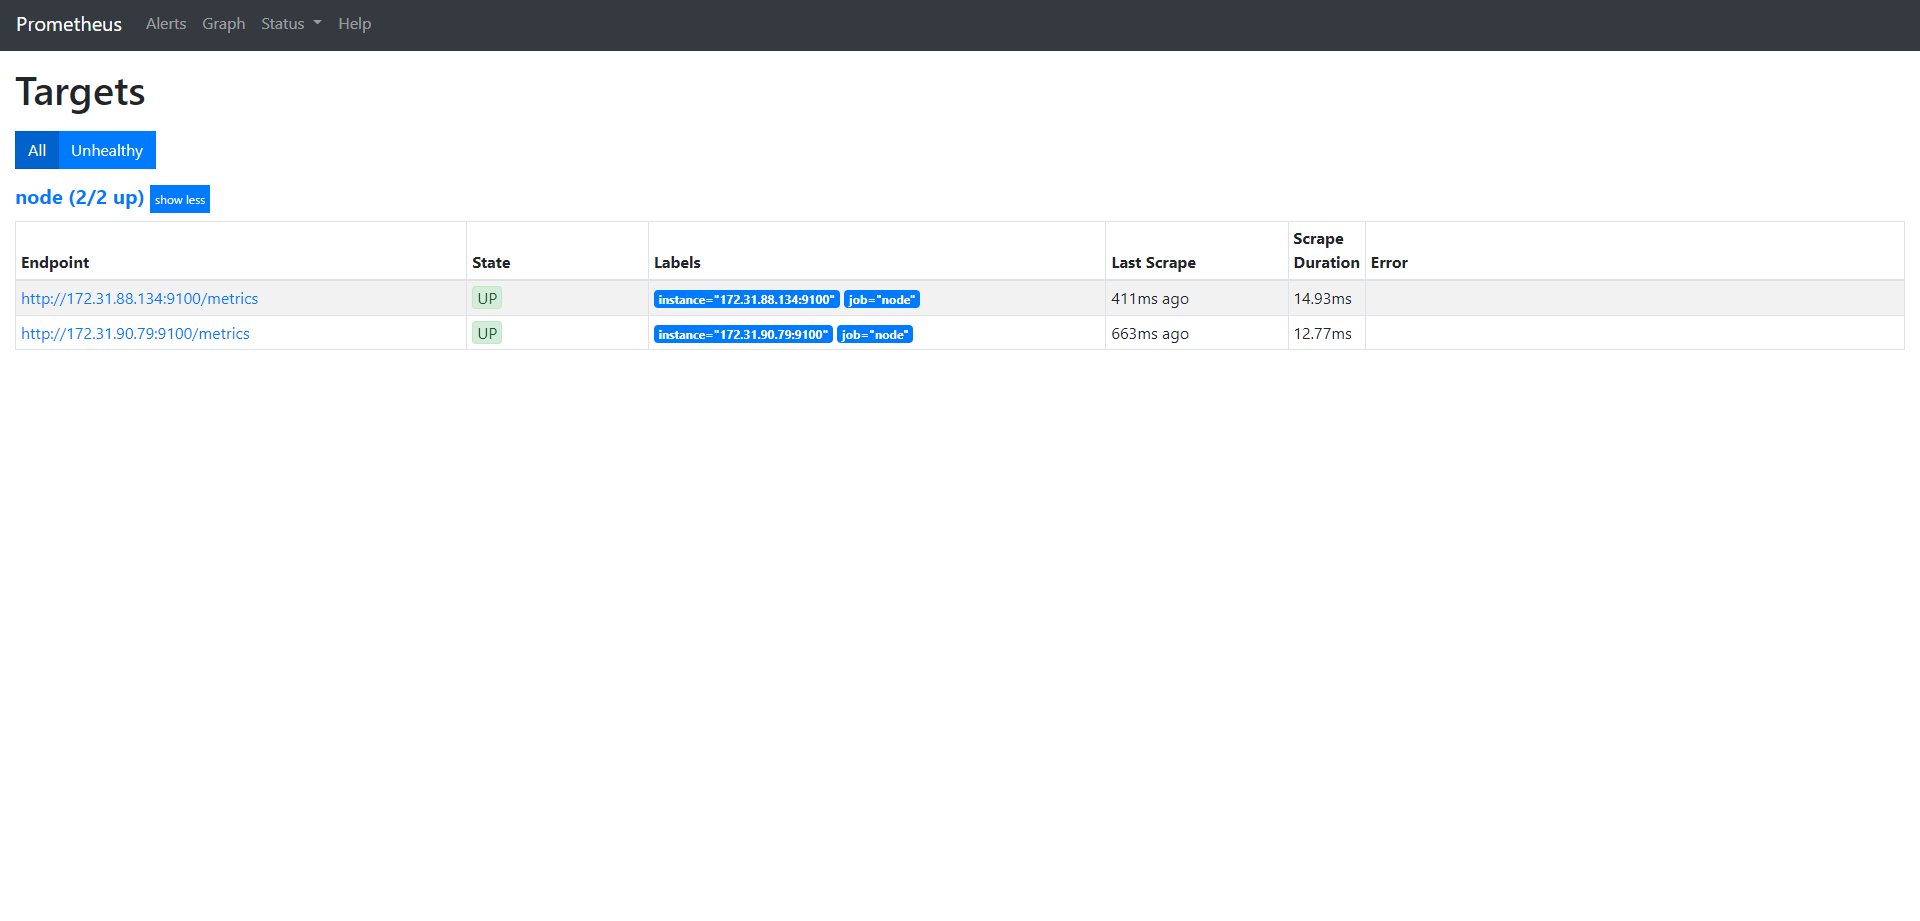 Prometheus Alerts Graph Status Help
Targets
All Unhealthy
node (2/2 up) show less
Endpoint State Labels Last Scrape Scrape Duration Error
http://172.31.88.134:9100/metrics UP instance="172.31.88.134:9100" job="node" 411ms ago 14.93ms
http://172.31.90.79:9100/metrics UP instance="172.31.90.79:9100" job="node" 663ms ago 12.77ms